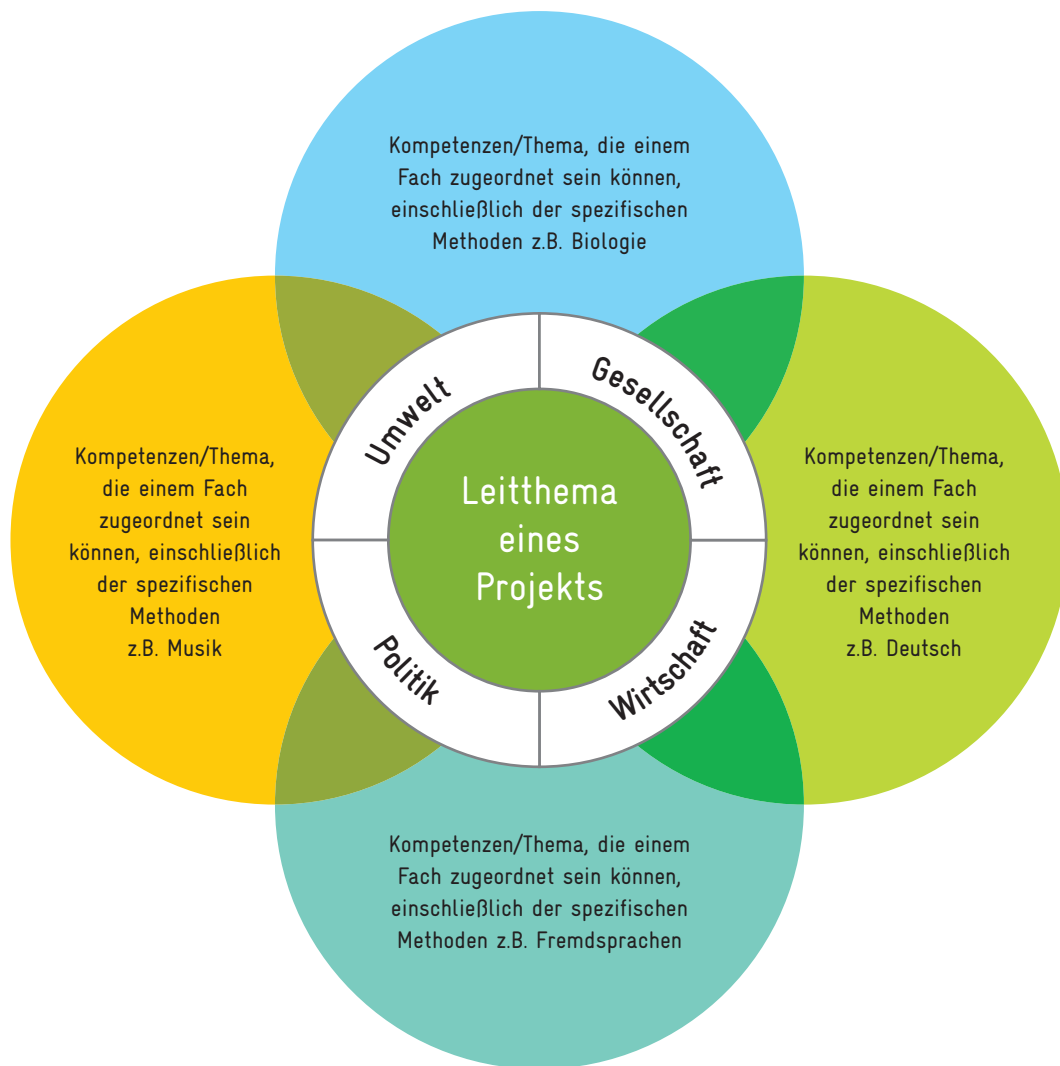 Kompetenzen/Thema, die einem
Fach zugeordnet sein können,
einschließlich der spezifischen
Methoden z.B. Biologie
Umwelt
Gesellschaft
Kompetenzen/Thema,
die einem Fach
zugeordnet sein
können, einschließlich
der spezifischen
Methoden
z.B. Musik
Leitthema
eines
Projekts
Kompetenzen/Thema,
die einem Fach
zugeordnet sein
können, einschließlich
der spezifischen
Methoden
z.B. Deutsch
Politik
Wirtschaft
Kompetenzen/Thema, die einem
Fach zugeordnet sein können,
einschließlich der spezifischen
Methoden z.B. Fremdsprachen